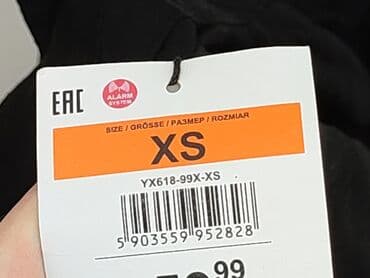 EAC
ALARM
SYSTEM
SIZE / GRÖSSE / РАЗМЕР / ROZMIAR
XS
YX618-99X-XS
5 903559 952828
99